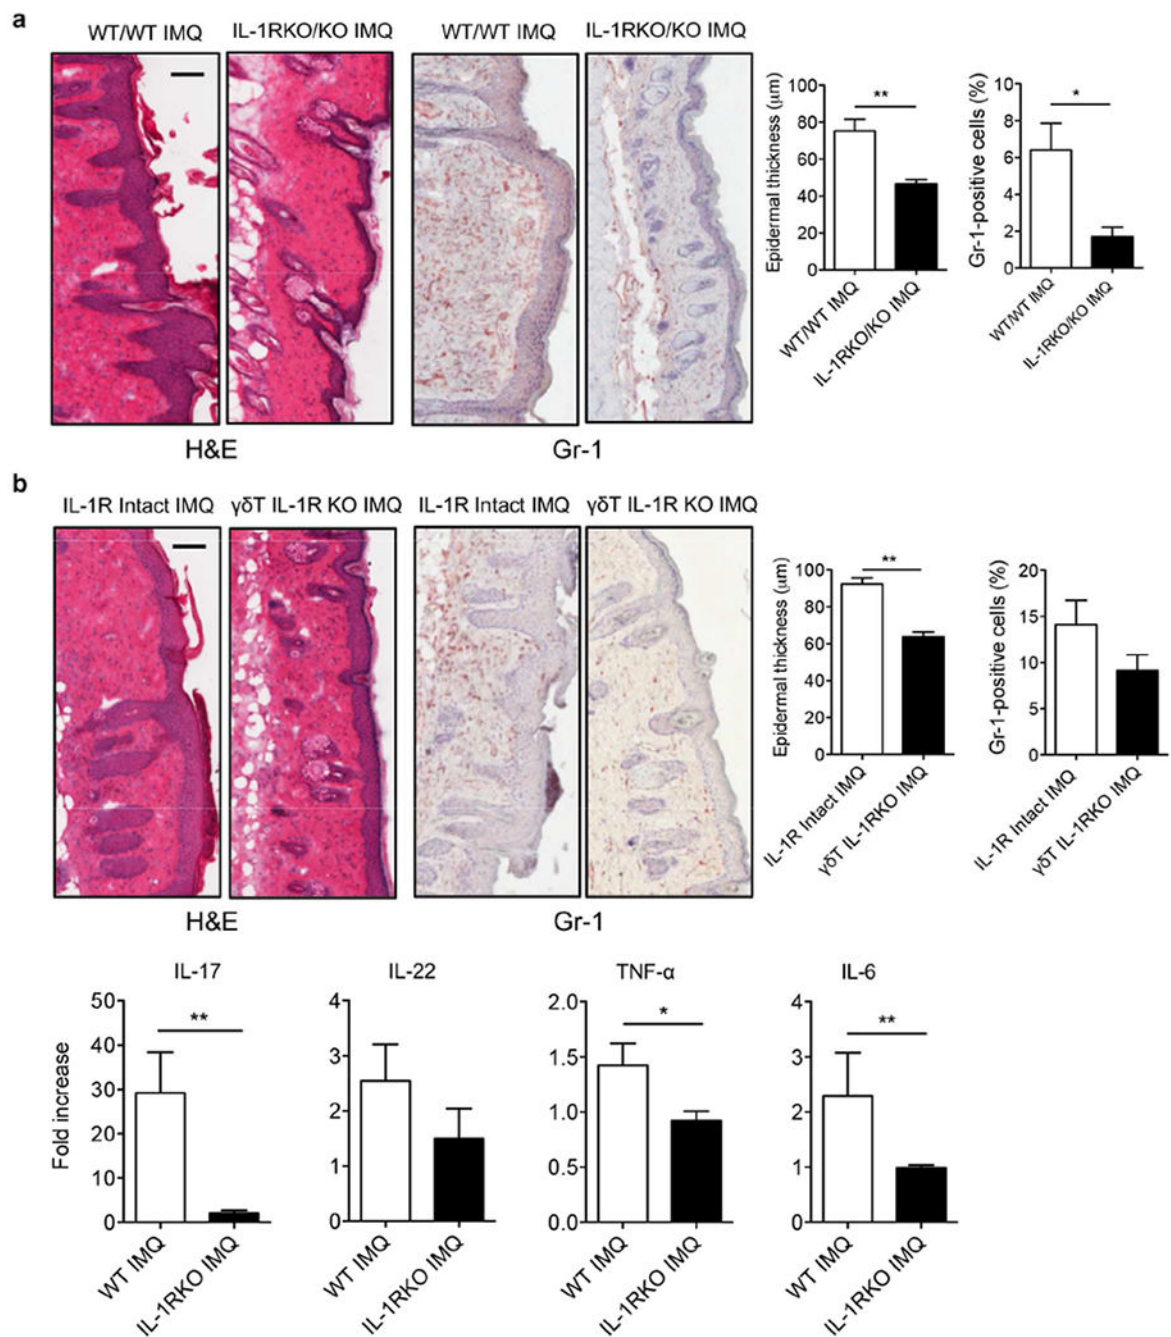 a
WT/WT IMQ IL-1RKO/KO IMQ WT/WT IMQ IL-1RKO/KO IMQ
H&E Gr-1
Epidermal thickness (µm)
100
80
60
40
20
0
**
WT/WT IMQ
IL-1RKO/KO IMQ
Gr-1-positive cells (%)
10
8
6
4
2
0
*
WT/WT IMQ
IL-1RKO/KO IMQ
b
IL-1R Intact IMQ γδT IL-1R KO IMQ IL-1R Intact IMQ γδT IL-1R KO IMQ
H&E Gr-1
Epidermal thickness (µm)
100
80
60
40
20
0
**
IL-1R Intact IMQ
γδT IL-1RKO IMQ
Gr-1-positive cells (%)
20
15
10
5
0
IL-1R Intact IMQ
γδT IL-1RKO IMQ
IL-17
Fold increase
50
40
30
20
10
0
**
WT IMQ
IL-1RKO IMQ
IL-22
4
3
2
1
0
WT IMQ
IL-1RKO IMQ
TNF-α
2.0
1.5
1.0
0.5
0.0
*
WT IMQ
IL-1RKO IMQ
IL-6
4
3
2
1
0
**
WT IMQ
IL-1RKO IMQ